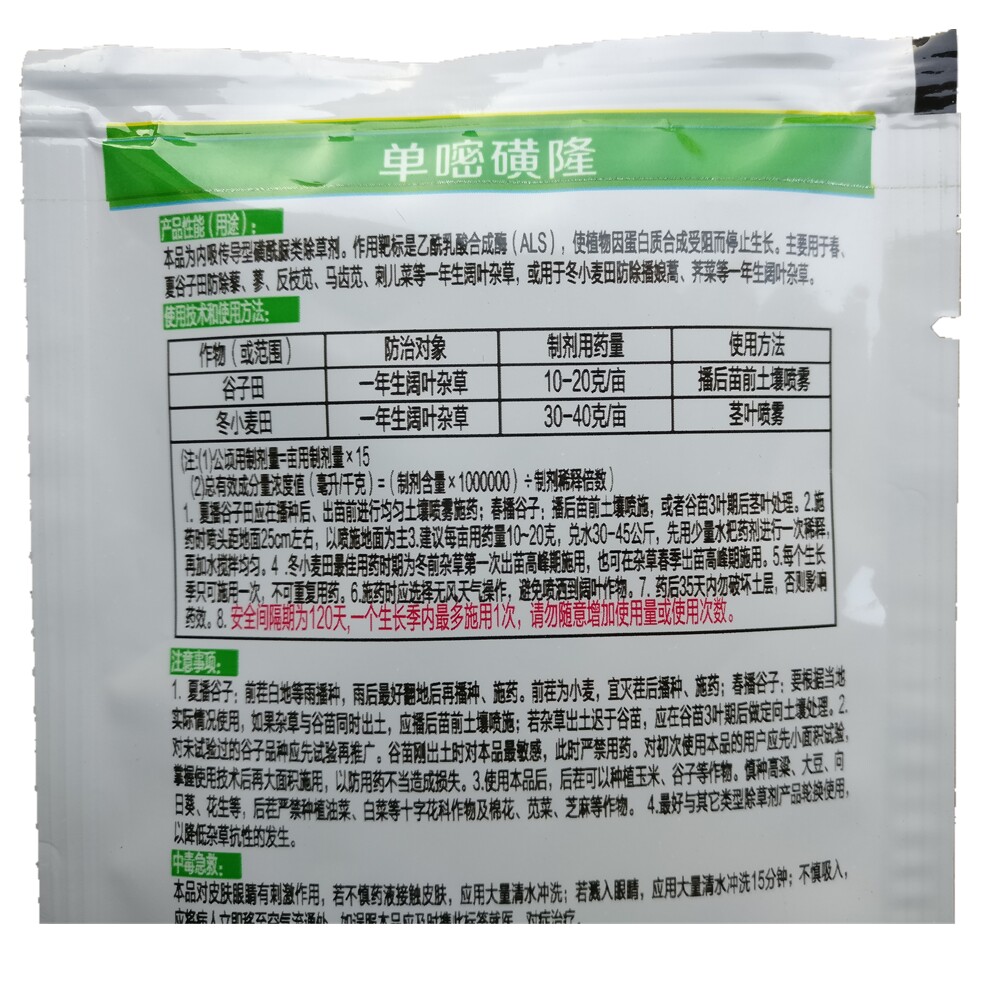 单嘧磺隆
产品性能（用途）：
本品为内吸传导型磺酰脲类除草剂。作用靶标是乙酰乳酸合成酶（ALS），使植物因蛋白质合成受阻而停止生长。主要用于春、
夏谷子田防除藜、蓼、反枝苋、马齿苋、刺儿菜等一年生阔叶杂草，或用于冬小麦田防除播娘蒿、荠菜等一年生阔叶杂草。
使用技术和使用方法：
作物（或范围） 防治对象 制剂用药量 使用方法
谷子田 一年生阔叶杂草 10-20克/亩 播后苗前土壤喷雾
冬小麦田 一年生阔叶杂草 30-40克/亩 茎叶喷雾
(注:(1)公顷用制剂量=亩用制剂量×15
(2)总有效成分量浓度值（毫升/千克）=（制剂含量×1000000）÷制剂稀释倍数）
1. 夏播谷子田应在播种后、出苗前进行均匀土壤喷雾施药；春播谷子：播后苗前土壤喷施，或者谷苗3叶期后茎叶处理。2.施
药时喷头距地面25cm左右，以喷施地面为主3.建议每亩用药量10~20克，兑水30-45公斤，先用少量水把药剂进行一次稀释，
再加水搅拌均匀。4．冬小麦最佳用药时期为冬前杂草第一次出苗高峰期施用，也可在杂草春季出苗高峰期施用。5.每个生长
季只可施用一次，不可重复用药。6.施药时应选择无风天气操作，避免喷洒到阔叶作物。7. 药后35天内勿破坏土层，否则影响
药效。8. 安全间隔期为120天,一个生长季内最多施用1次，请勿随意增加使用量或使用次数。
注意事项：
1. 夏播谷子：前茬白地等雨播种，雨后最好翻地后再播种、施药。前茬为小麦，宜灭茬后播种、施药；春播谷子：要根据当地
实际情况使用，如果杂草与谷苗同时出土，应播后苗前土壤喷施；若杂草出土迟于谷苗，应在谷苗3叶期后做定向土壤处理。2.
对未试验过的谷子品种应先试验再推广。谷苗刚出土时对本品最敏感，此时严禁用药。对初次使用本品的用户应先小面积试验，
掌握使用技术后再大面积施用，以防用药不当造成损失。3.使用本品后，后茬可以种植玉米、谷子等作物。慎种高粱、大豆、向
日葵、花生等，后茬严禁种植油菜、白菜等十字花科作物及棉花、苋菜、芝麻等作物。 4.最好与其它类型除草剂产品轮换使用，
以降低杂草抗性的发生。
中毒急救：
本品对皮肤眼睛有刺激作用，若不慎药液接触皮肤，应用大量清水冲洗；若溅入眼睛，应用大量清水冲洗15分钟；不慎吸入，
应将病人立即移至空气流通处。如误服本品应及时携此标签就医，对症治疗。